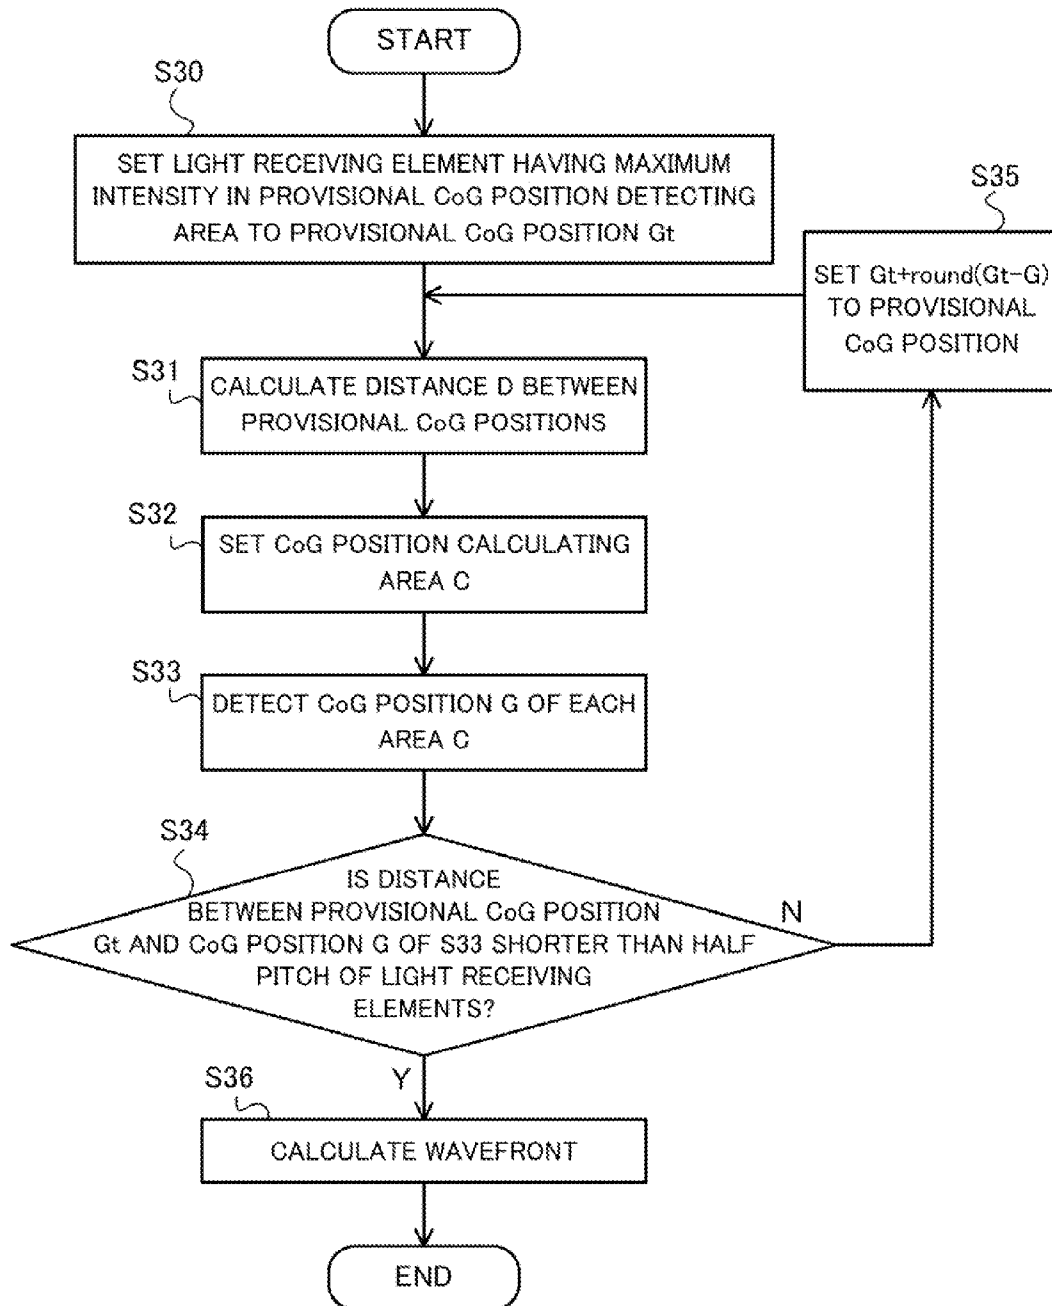 START
S30
SET LIGHT RECEIVING ELEMENT HAVING MAXIMUM
INTENSITY IN PROVISIONAL CoG POSITION DETECTING
AREA TO PROVISIONAL CoG POSITION Gt
S35
SET Gt+round(Gt-G)
TO PROVISIONAL
CoG POSITION
S31
CALCULATE DISTANCE D BETWEEN
PROVISIONAL CoG POSITIONS
S32
SET CoG POSITION CALCULATING
AREA C
S33
DETECT CoG POSITION G OF EACH
AREA C
S34
IS DISTANCE
BETWEEN PROVISIONAL CoG POSITION
Gt AND CoG POSITION G OF S33 SHORTER THAN HALF
PITCH OF LIGHT RECEIVING
ELEMENTS?
N
Y
S36
CALCULATE WAVEFRONT
END